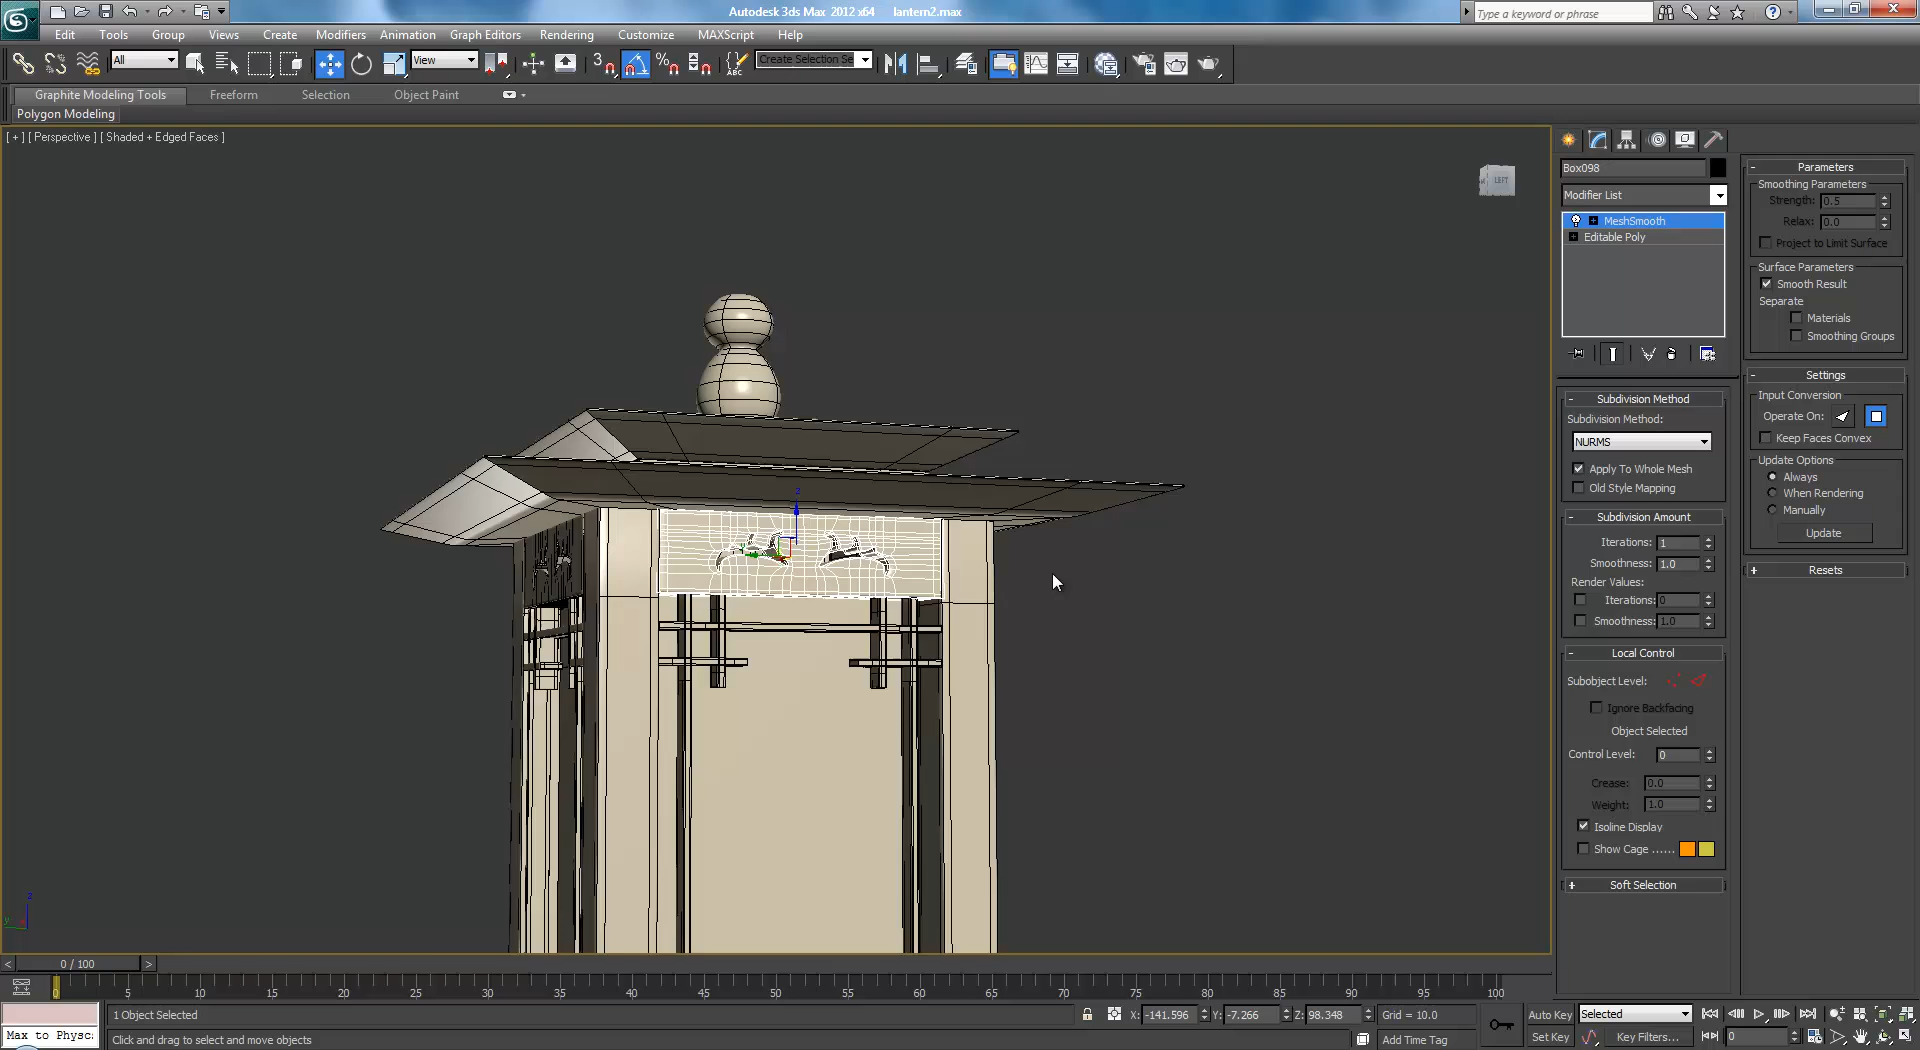 Autodesk 3ds Max 2012 x64 lantern2.max
Type a keyword or phrase
Edit Tools Group Views Create Modifiers Animation Graph Editors Rendering Customize MAXScript Help
All View Create Selection Se
Graphite Modeling Tools Freeform Selection Object Paint
Polygon Modeling
[ + ] [ Perspective ] [ Shaded + Edged Faces ]
LEFT
z
z
y
Box098
Modifier List
MeshSmooth
Editable Poly
Subdivision Method
Subdivision Method:
NURMS
Apply To Whole Mesh
Old Style Mapping
Subdivision Amount
Iterations: 1
Smoothness: 1.0
Render Values:
Iterations: 0
Smoothness: 1.0
Local Control
Subobject Level:
Ignore Backfacing
Object Selected
Control Level: 0
Crease: 0.0
Weight: 1.0
Isoline Display
Show Cage ......
Soft Selection
Parameters
Smoothing Parameters
Strength: 0.5
Relax: 0.0
Project to Limit Surface
Surface Parameters
Smooth Result
Separate
Materials
Smoothing Groups
Settings
Input Conversion
Operate On:
Keep Faces Convex
Update Options
Always
When Rendering
Manually
Update
Resets
< 0 / 100 >
0 5 10 15 20 25 30 35 40 45 50 55 60 65 70 75 80 85 90 95 100
1 Object Selected X: -141.596 Y: -7.266 Z: 98.348 Grid = 10.0 Auto Key Selected
Max to Physc Click and drag to select and move objects Add Time Tag Set Key Key Filters... 0